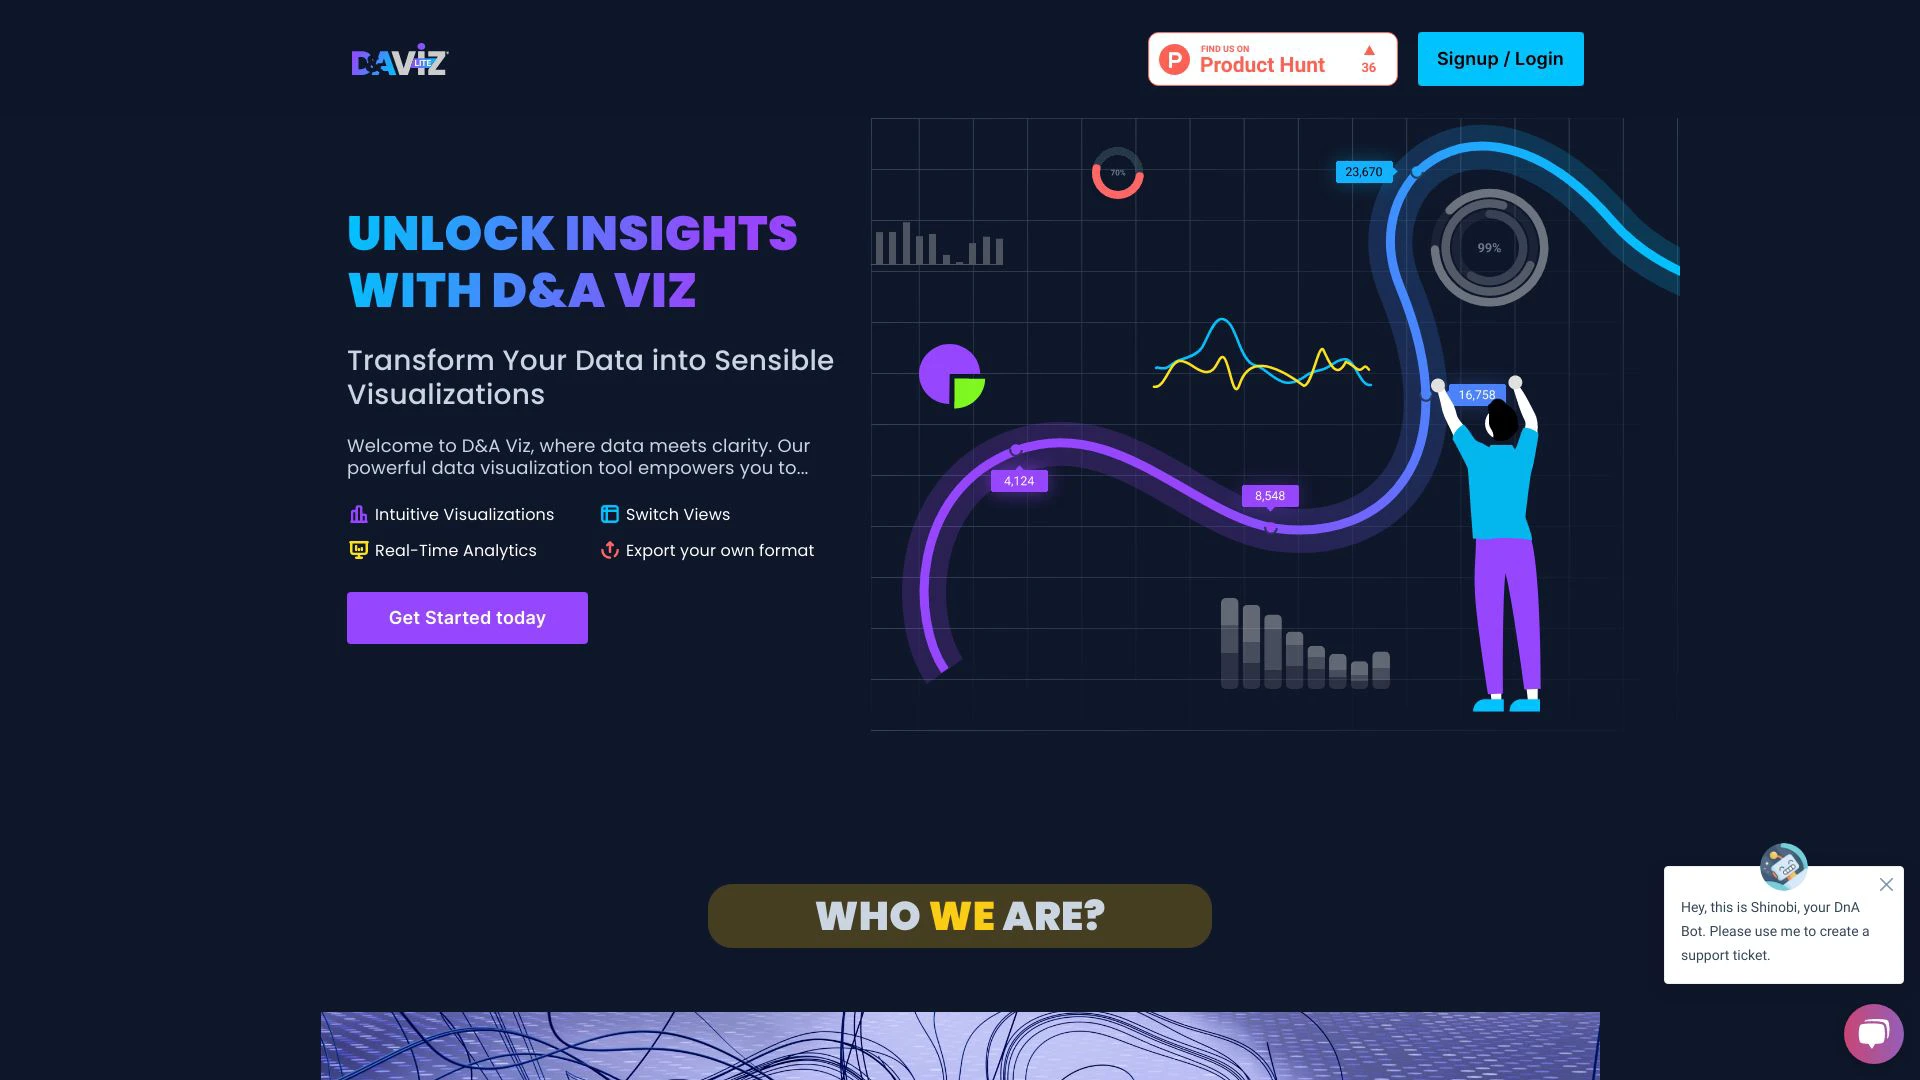 D&AVIZ
LITE
FIND US ON
Product Hunt
36
Signup / Login
UNLOCK INSIGHTS
WITH D&A VIZ
Transform Your Data into Sensible
Visualizations
Welcome to D&A Viz, where data meets clarity. Our
powerful data visualization tool empowers you to...
Intuitive Visualizations
Switch Views
Real-Time Analytics
Export your own format
Get Started today
70%
23,670
99%
16,758
4,124
8,548
WHO WE ARE?
Hey, this is Shinobi, your DnA
Bot. Please use me to create a
support ticket.